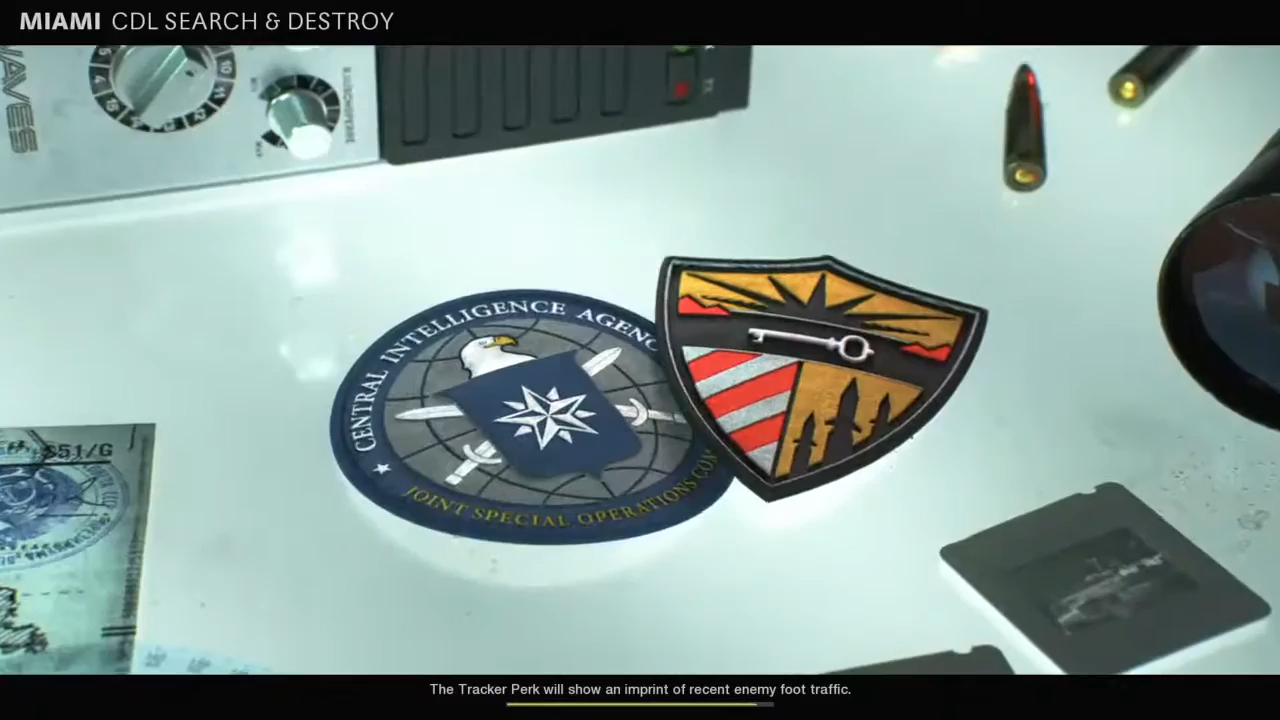 MIAMI CDL SEARCH & DESTROY
CENTRAL INTELLIGENCE AGENC
JOINT SPECIAL OPERATIONS COM
S51/G
The Tracker Perk will show an imprint of recent enemy foot traffic.